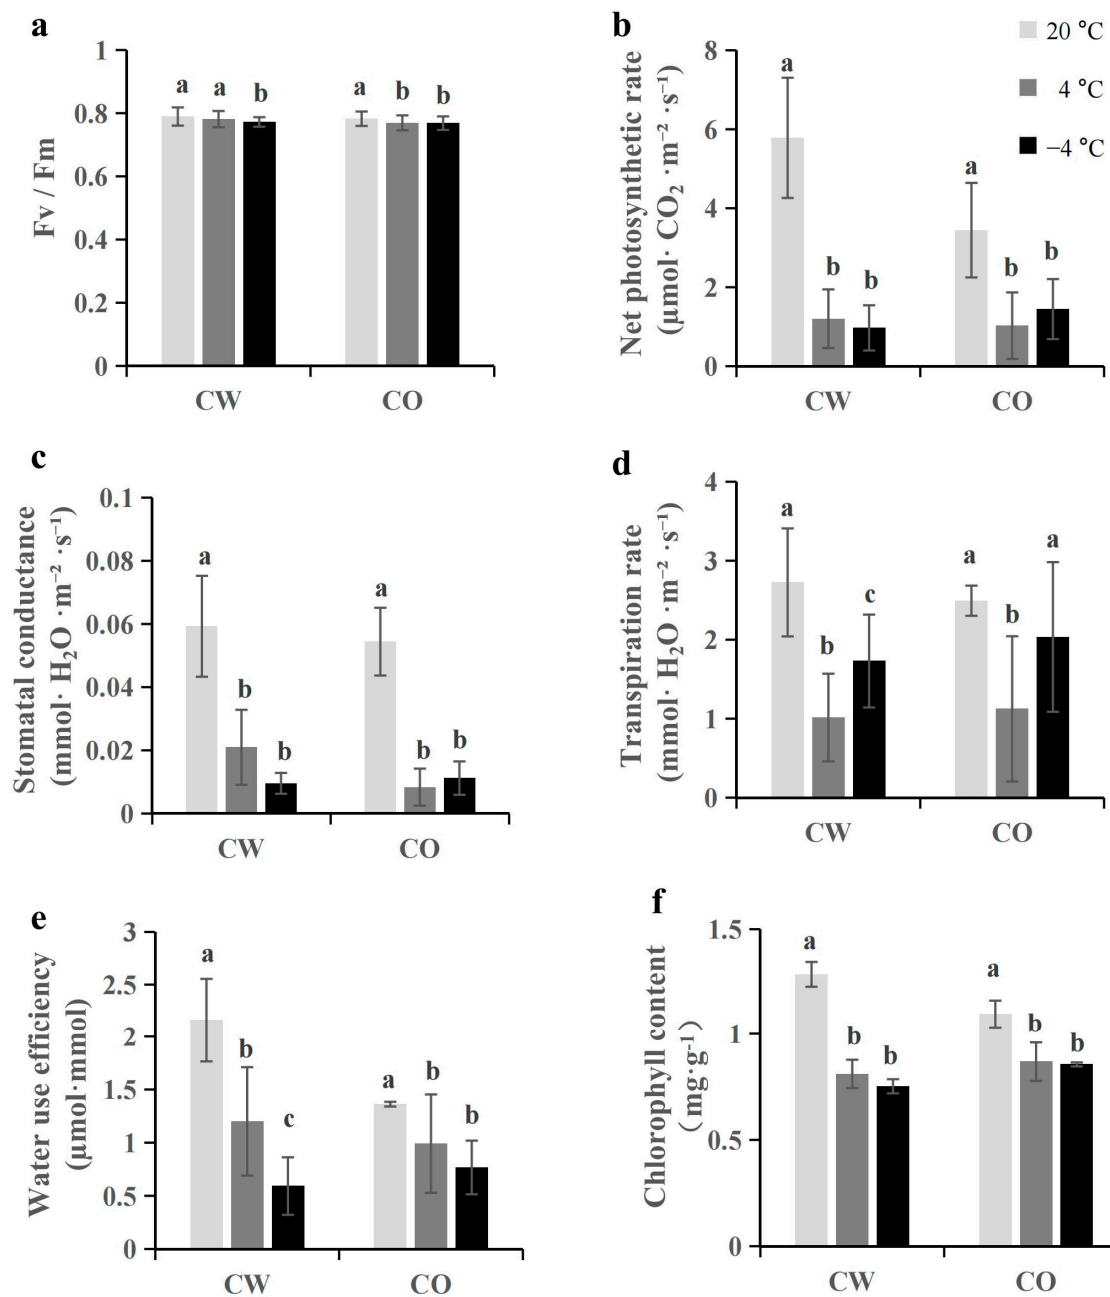 a
1
0.8
0.6
0.4
0.2
0
Fv / Fm
a a b
a b b
CW CO
b
8
6
4
2
0
Net photosynthetic rate
(μmol· CO₂ ·m⁻² ·s⁻¹)
a b b
a b b
CW CO
20 °C
4 °C
−4 °C
c
0.1
0.08
0.06
0.04
0.02
0
Stomatal conductance
(mmol· H₂O ·m⁻² ·s⁻¹)
a b b
a b b
CW CO
d
4
3
2
1
0
Transpiration rate
(mmol· H₂O ·m⁻² ·s⁻¹)
a b c
a b a
CW CO
e
3
2.5
2
1.5
1
0.5
0
Water use efficiency
(μmol·mmol)
a b c
a b b
CW CO
f
1.5
1
0.5
0
Chlorophyll content
(mg·g⁻¹)
a b b
a b b
CW CO